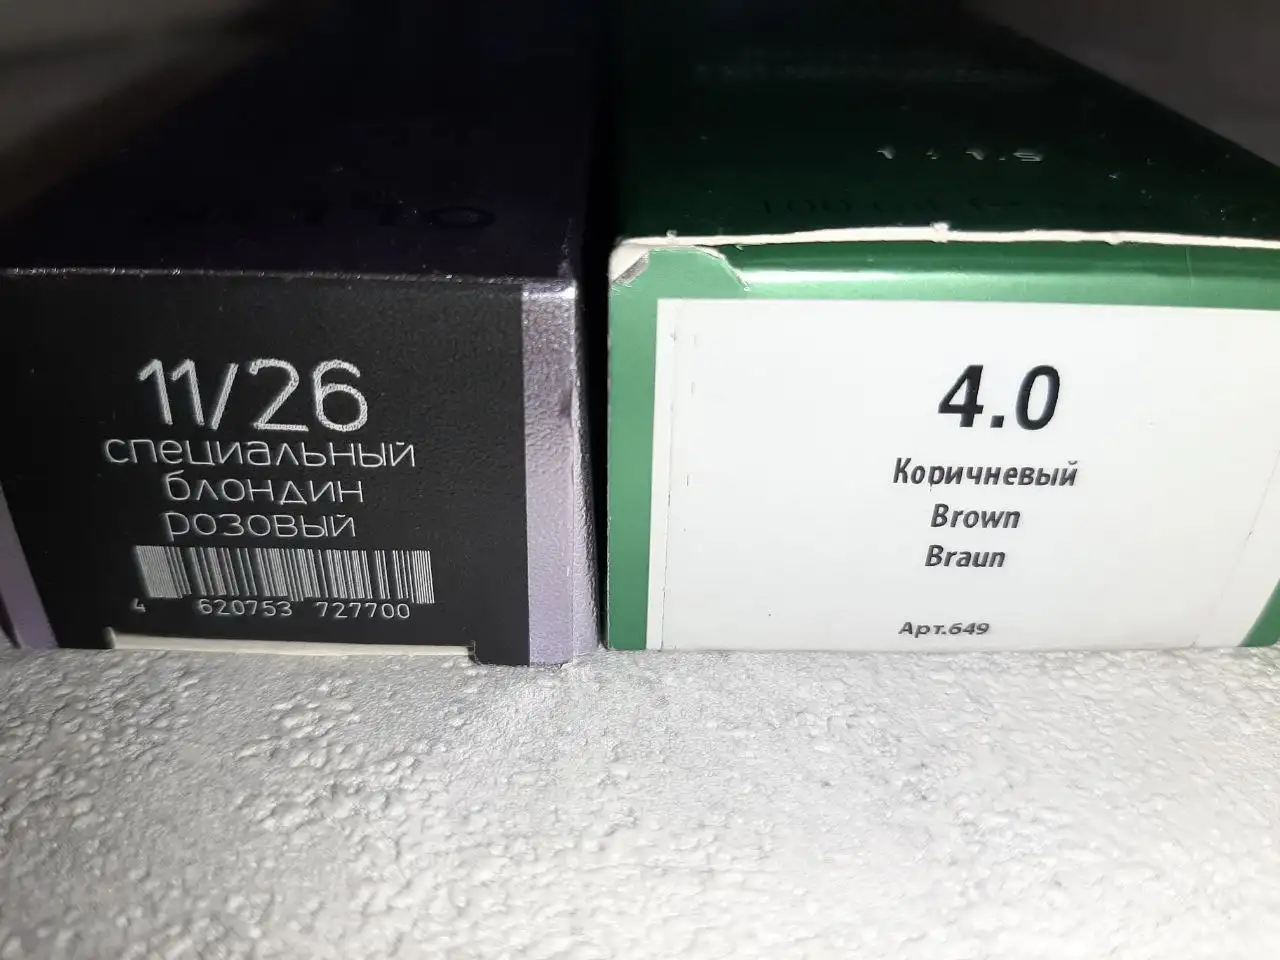 11/26
специальный
блондин
розовый
4 620753 727700
4.0
Коричневый
Brown
Braun
Арт.649